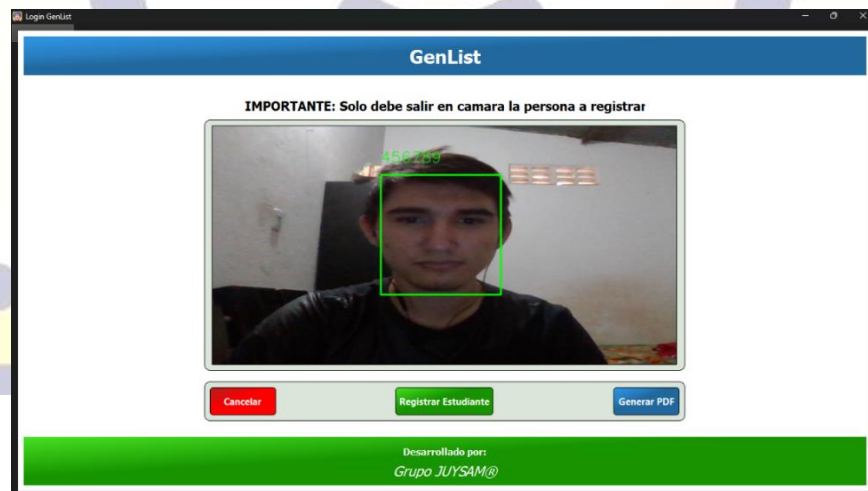 Login GenList
GenList
IMPORTANTE: Solo debe salir en camara la persona a registrar
456789
Cancelar
Registrar Estudiante
Generar PDF
Desarrollado por:
Grupo JUYSAM®